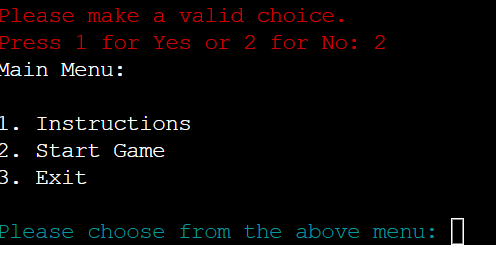 Please make a valid choice.
Press 1 for Yes or 2 for No: 2
Main Menu:
1. Instructions
2. Start Game
3. Exit
Please choose from the above menu: